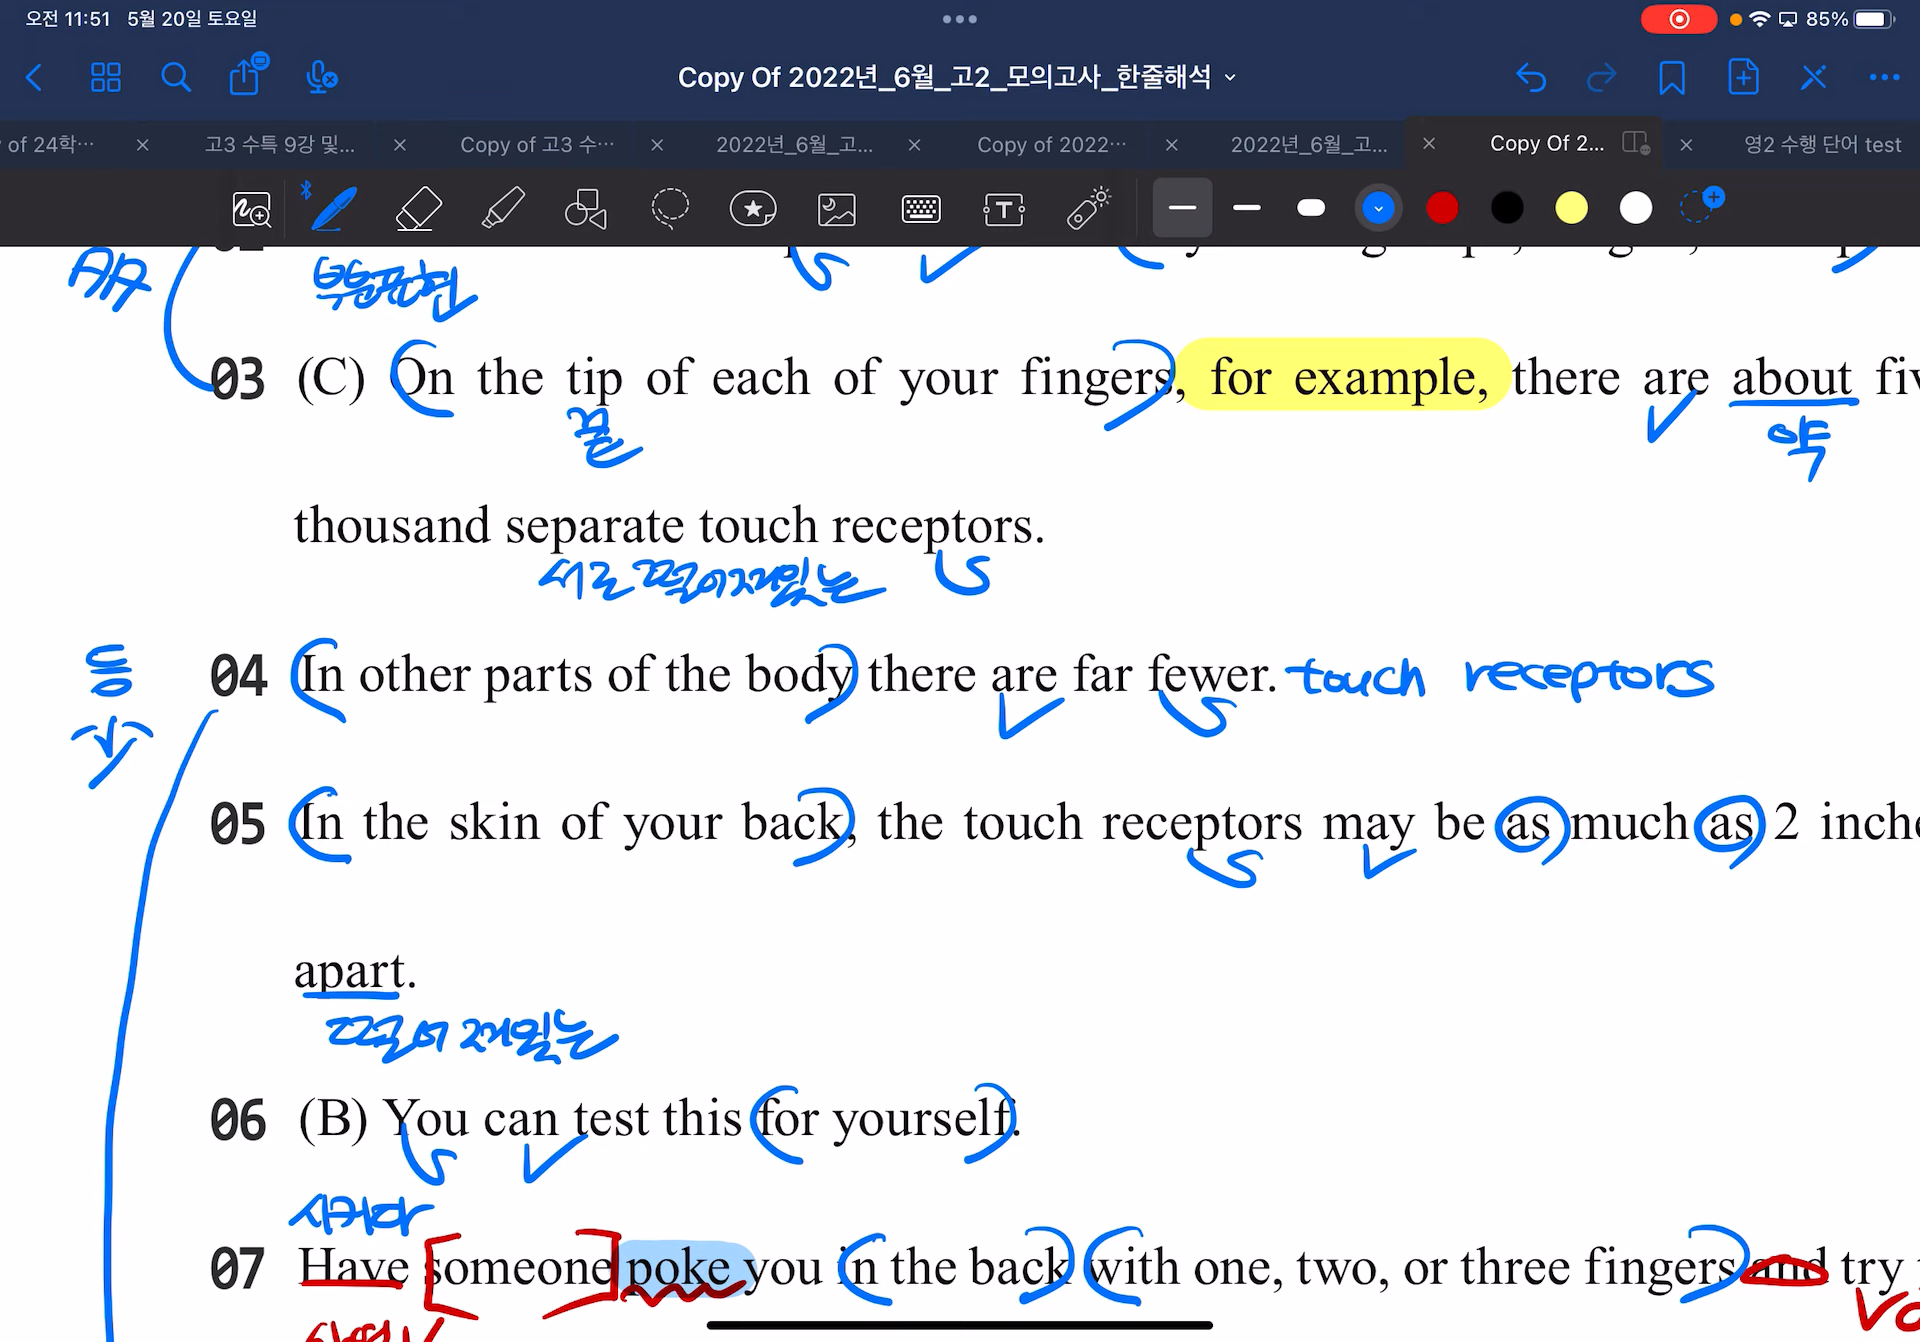 오전 11:51 5월 20일 토요일
85%
Copy Of 2022년_6월_고2_모의고사_한줄해석
of 24학… 고3 수특 9강 및... Copy of 고3 수… 2022년_6월_고... Copy of 2022… 2022년_6월_고... Copy Of 2... 영2 수행 단어 test
S
03 (C) On the tip of each of your fingers, for example, there are about fiv
끝 약
thousand separate touch receptors.
서로 떨어져있는 S
04 In other parts of the body there are far fewer. touch receptors
S
05 In the skin of your back, the touch receptors may be as much as 2 inche
S
apart.
떨어져있는
06 (B) You can test this for yourself.
S
시키다
07 Have someone poke you in the back with one, two, or three fingers and try